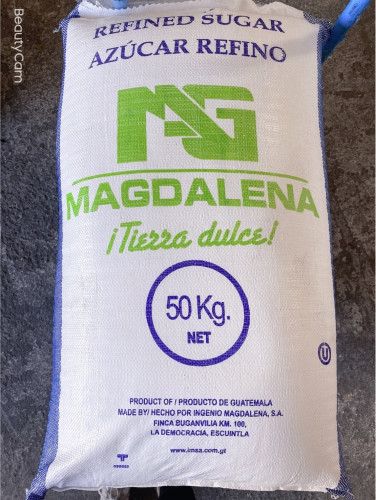 REFINED SUGAR
AZÚCAR REFINO
MAG
MAGDALENA
¡Tierra dulce!
50 Kg.
NET
U
PRODUCT OF / PRODUCTO DE GUATEMALA
MADE BY/ HECHO POR INGENIO MAGDALENA, S.A.
FINCA BUGANVILIA KM. 100,
LA DEMOCRACIA, ESCUINTLA
www.imsa.com.gt
BeautyCam